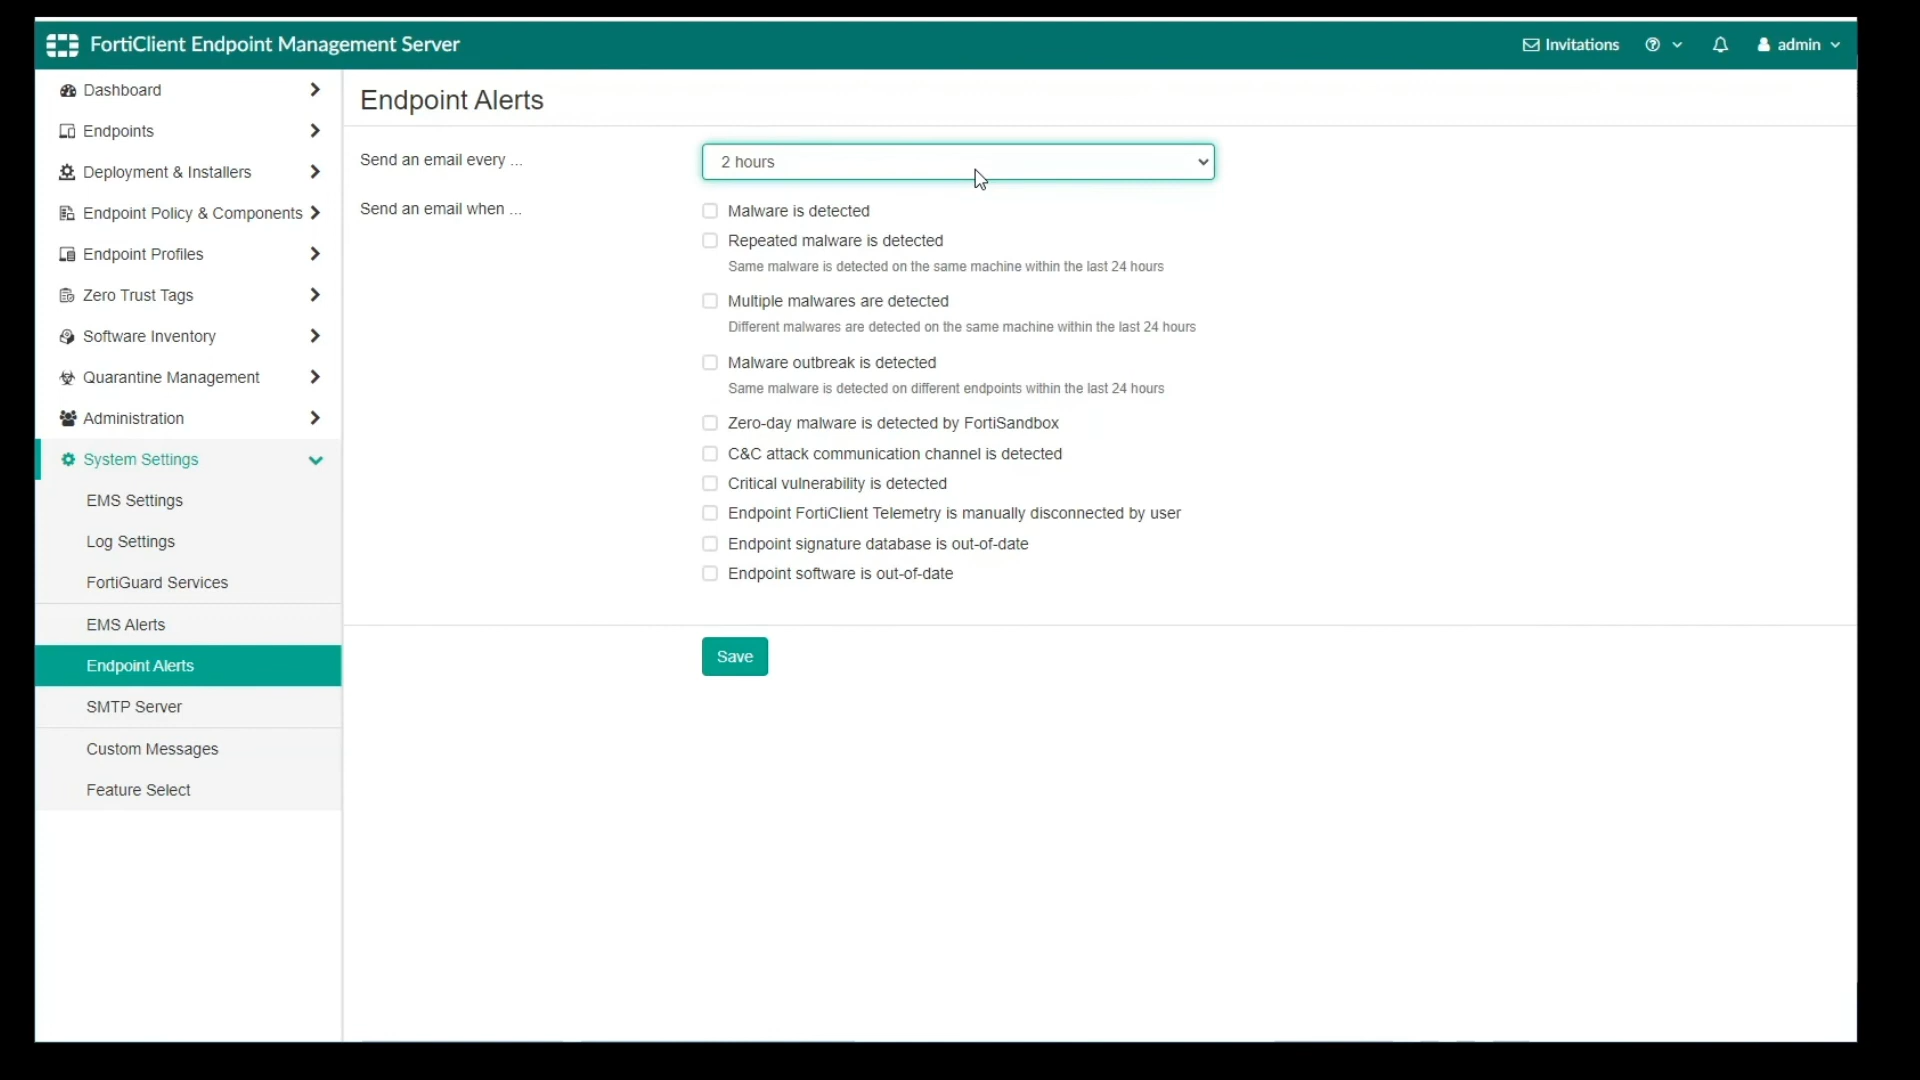 FortiClient Endpoint Management Server
Invitations
admin
Dashboard
Endpoints
Deployment & Installers
Endpoint Policy & Components
Endpoint Profiles
Zero Trust Tags
Software Inventory
Quarantine Management
Administration
System Settings
EMS Settings
Log Settings
FortiGuard Services
EMS Alerts
Endpoint Alerts
SMTP Server
Custom Messages
Feature Select
Endpoint Alerts
Send an email every ...
2 hours
Send an email when ...
Malware is detected
Repeated malware is detected
Same malware is detected on the same machine within the last 24 hours
Multiple malwares are detected
Different malwares are detected on the same machine within the last 24 hours
Malware outbreak is detected
Same malware is detected on different endpoints within the last 24 hours
Zero-day malware is detected by FortiSandbox
C&C attack communication channel is detected
Critical vulnerability is detected
Endpoint FortiClient Telemetry is manually disconnected by user
Endpoint signature database is out-of-date
Endpoint software is out-of-date
Save